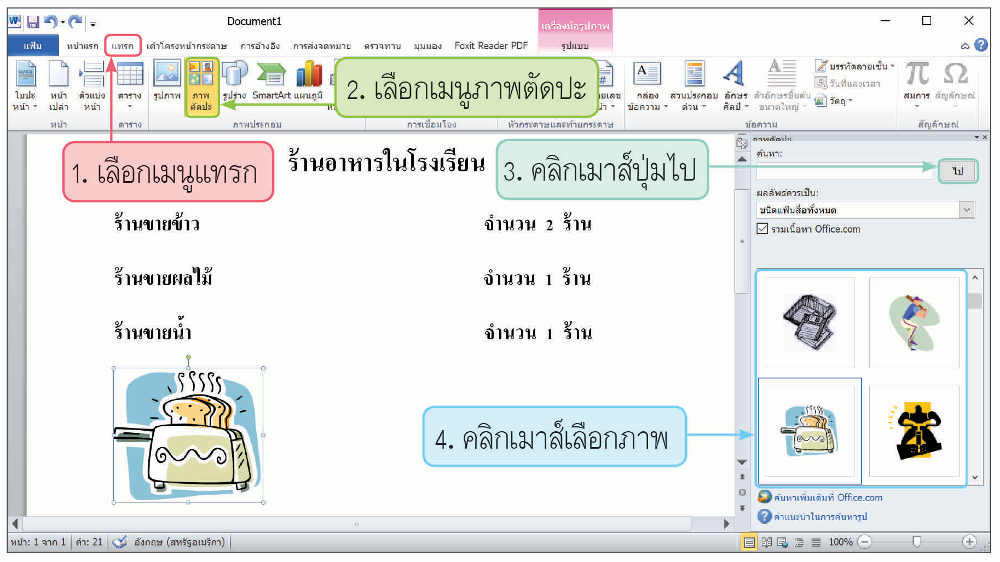 Document1
เครื่องมือรูปภาพ
แฟ้ม หน้าแรก แทรก เค้าโครงหน้ากระดาษ การอ้างอิง การส่งจดหมาย ตรวจทาน มุมมอง Foxit Reader PDF รูปแบบ
ใบปะหน้า
หน้าเปล่า
ตัวแบ่งหน้า
ตาราง
รูปภาพ
ภาพตัดปะ
รูปร่าง
SmartArt
แผนภูมิ
2. เลือกเมนูภาพตัดปะ
กล่องข้อความ
ส่วนประกอบด่วน
อักษรศิลป์
ตัวอักษรขึ้นต้นขนาดใหญ่
บรรทัดลายเซ็น
วันที่และเวลา
วัตถุ
สมการ
สัญลักษณ์
หน้า ตาราง ภาพประกอบ การเชื่อมโยง หัวกระดาษและท้ายกระดาษ ข้อความ สัญลักษณ์
1. เลือกเมนูแทรก
ร้านอาหารในโรงเรียน
3. คลิกเมาส์ปุ่มไป
ร้านขายข้าว จำนวน 2 ร้าน
ร้านขายผลไม้ จำนวน 1 ร้าน
ร้านขายน้ำ จำนวน 1 ร้าน
4. คลิกเมาส์เลือกภาพ
ภาพตัดปะ
ค้นหา:
ไป
ผลลัพธ์ควรเป็น:
ชนิดแฟ้มสื่อทั้งหมด
รวมเนื้อหา Office.com
ค้นหาเพิ่มเติมที่ Office.com
คำแนะนำในการค้นหารูป
หน้า: 1 จาก 1 คำ: 21 อังกฤษ (สหรัฐอเมริกา) 100%